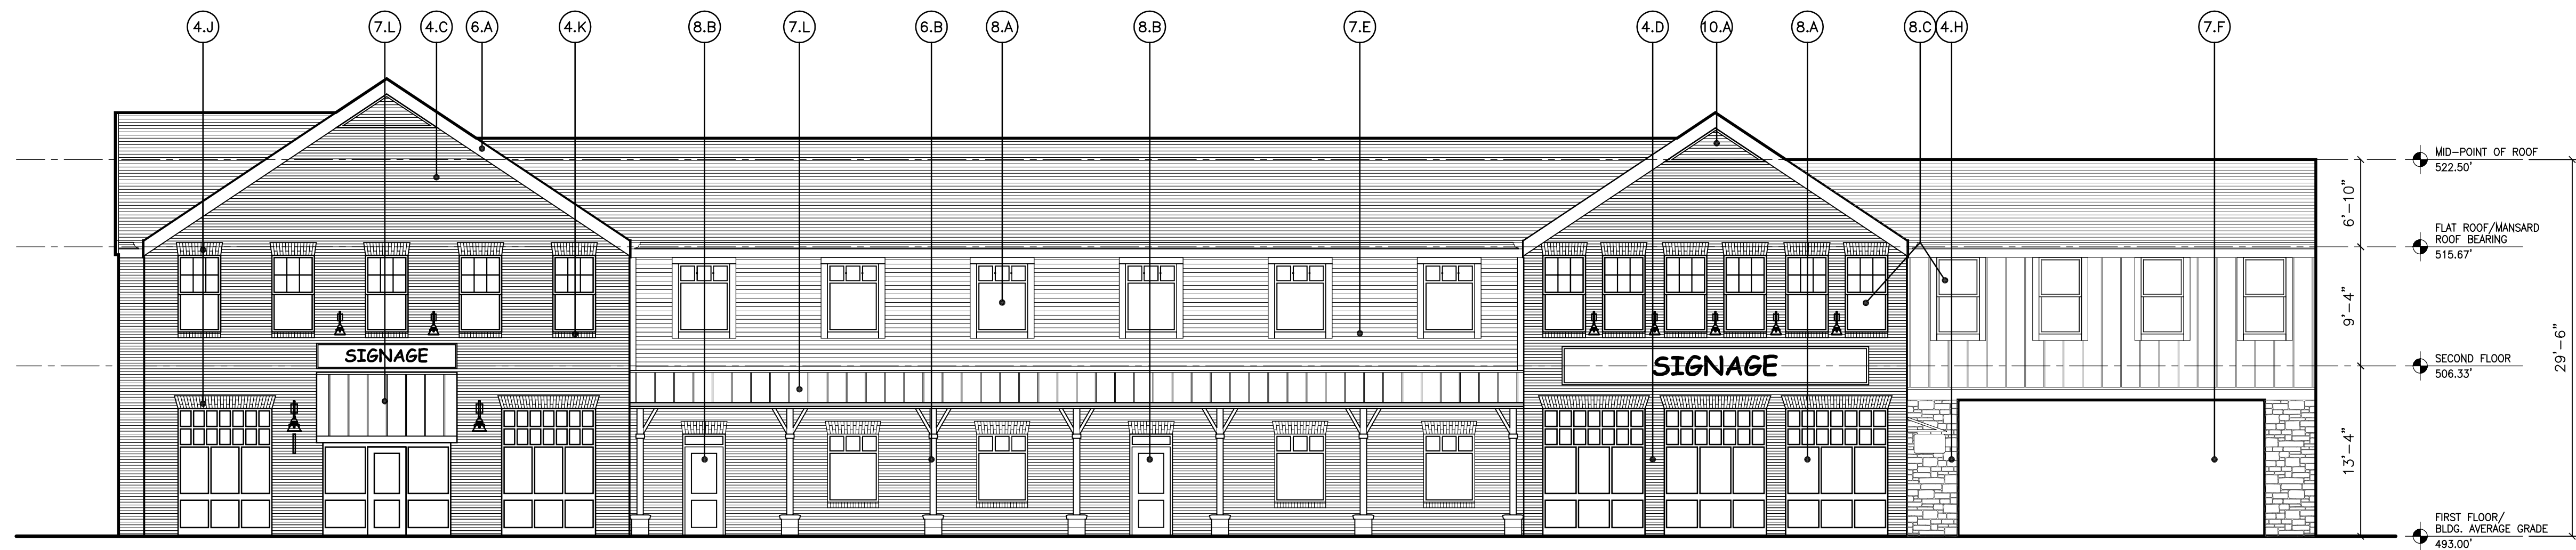 4.J 7.L 4.C 6.A 4.K 8.B 7.L 6.B 8.A 8.B 7.E 4.D 10.A 8.A 8.C 4.H 7.F
MID-POINT OF ROOF
522.50'
6'-10"
FLAT ROOF/MANSARD
ROOF BEARING
515.67'
9'-4"
SIGNAGE
SIGNAGE
SECOND FLOOR
506.33'
29'-6"
13'-4"
FIRST FLOOR/
BLDG. AVERAGE GRADE
493.00'